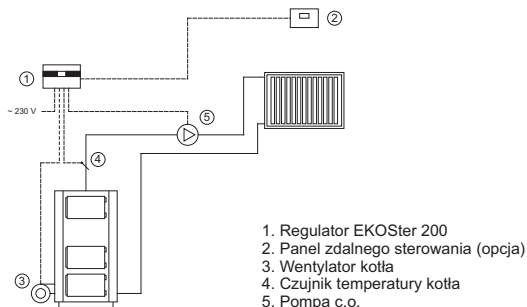 2
1
5
~ 230 V
4
3
1. Regulator EKOSter 200
2. Panel zdalnego sterowania (opcja)
3. Wentylator kotła
4. Czujnik temperatury kotła
5. Pompa c.o.